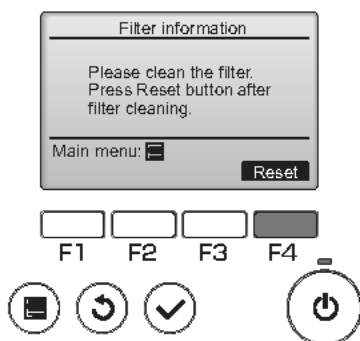 Filter information
Please clean the filter.
Press Reset button after
filter cleaning.
Main menu:
Reset
F1 F2 F3 F4